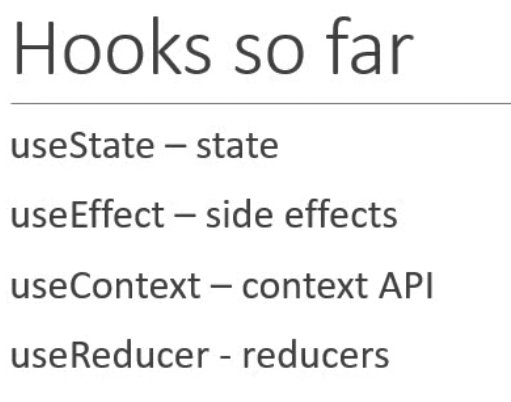 Hooks so far
useState – state
useEffect – side effects
useContext – context API
useReducer - reducers